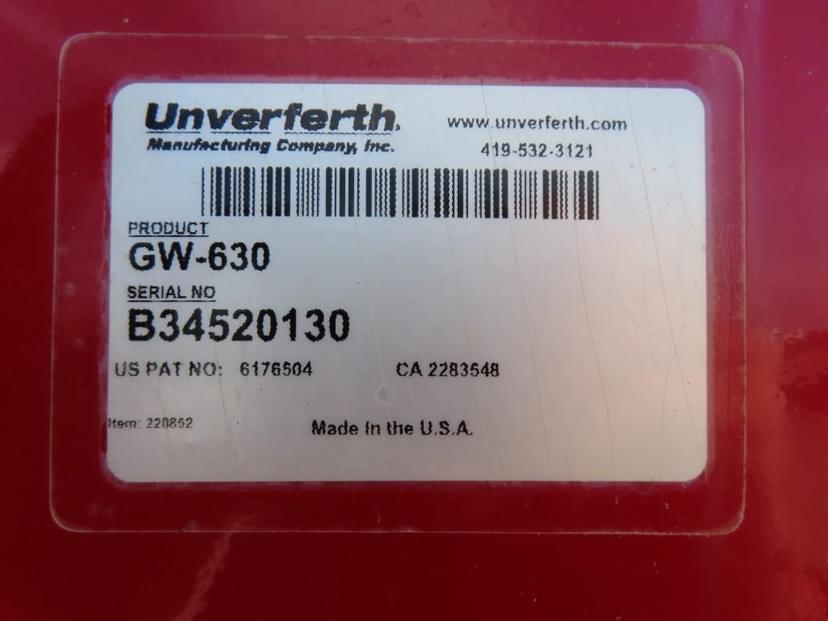 Unverferth
Manufacturing Company, Inc.
www.unverferth.com
419-532-3121
PRODUCT
GW-630
SERIAL NO
B34520130
US PAT NO: 6176504 CA 2283548
Item: 220862
Made In the U.S.A.